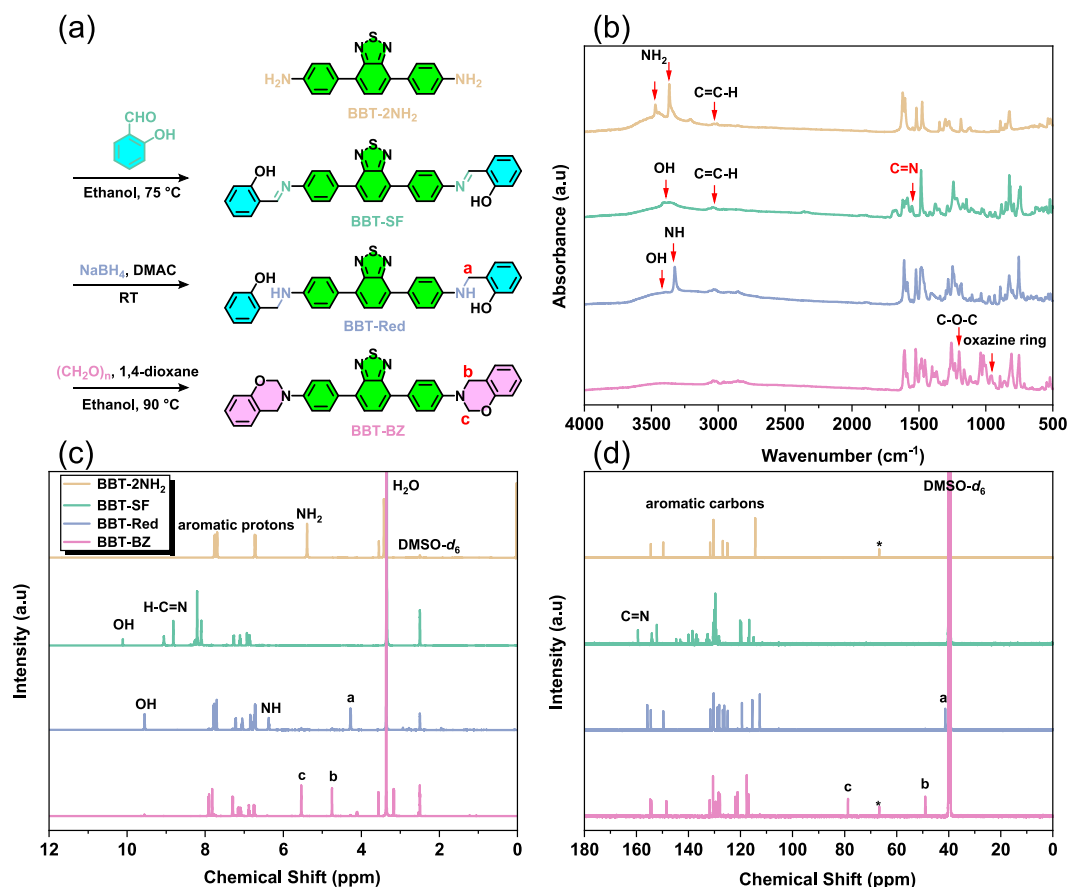 (a)
S
N N
H₂N
NH₂
BBT-2NH₂
CHO
OH
Ethanol, 75 °C
OH
N
S
N N
N
HO
BBT-SF
NaBH₄, DMAC
RT
OH
HN
S
N N
a
NH
HO
BBT-Red
(CH₂O)ₙ, 1,4-dioxane
Ethanol, 90 °C
O
N
S
N N
b
N
O
c
BBT-BZ
(b)
NH₂
C=C-H
OH
C=C-H
C=N
OH
NH
C-O-C
oxazine ring
Absorbance (a.u)
4000 3500 3000 2500 2000 1500 1000 500
Wavenumber (cm⁻¹)
(c)
BBT-2NH₂
BBT-SF
BBT-Red
BBT-BZ
aromatic protons
NH₂
H₂O
DMSO-d₆
OH
H-C=N
OH
NH
a
c
b
Intensity (a.u)
12 10 8 6 4 2 0
Chemical Shift (ppm)
(d)
DMSO-d₆
aromatic carbons
*
C=N
a
c
*
b
Intensity (a.u)
180 160 140 120 100 80 60 40 20 0
Chemical Shift (ppm)